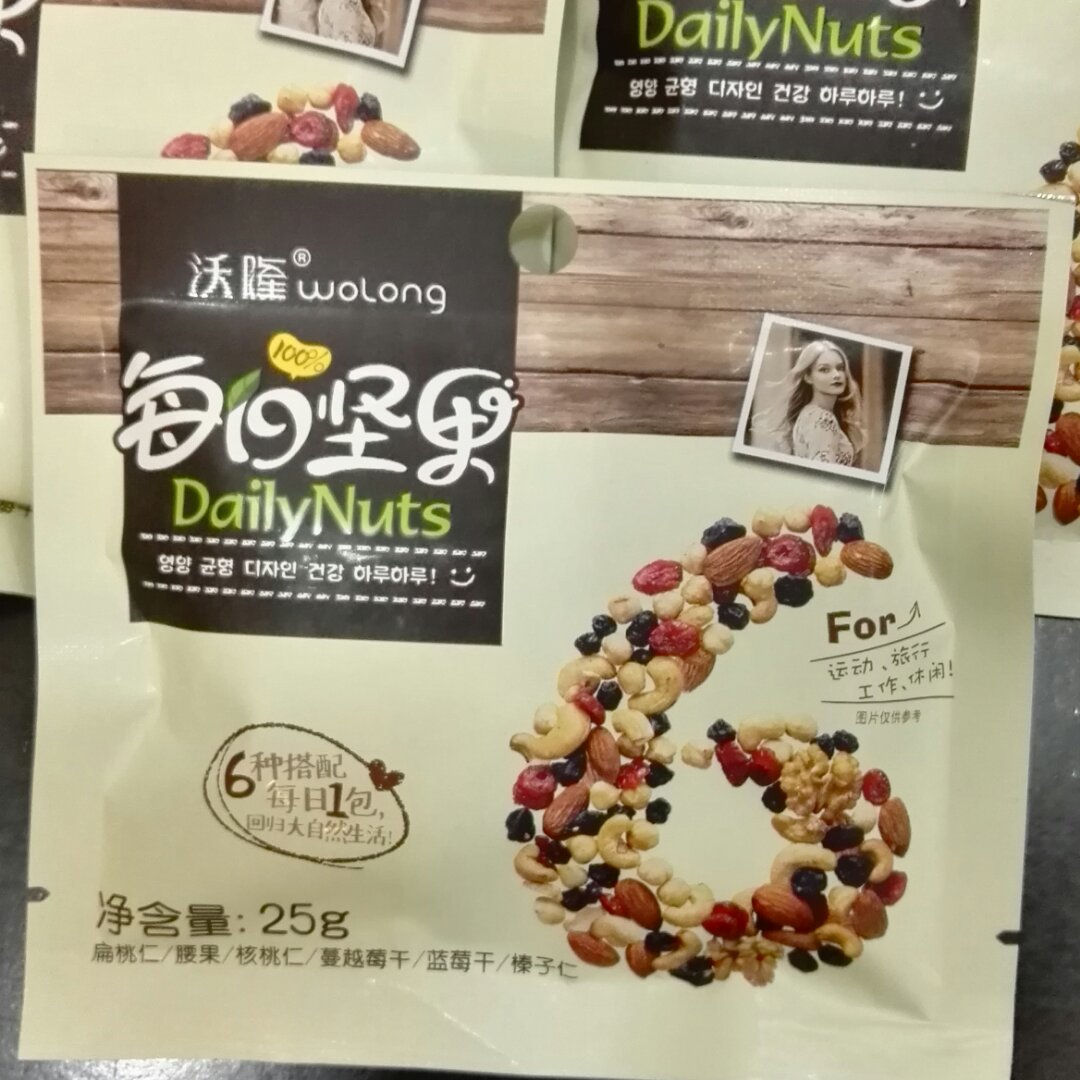 DailyNuts
영양 균형 디자인 건강 하루하루!
沃隆® woLong
100%
每日坚果
DailyNuts
영양 균형 디자인 건강 하루하루!
For
运动、旅行
工作、休闲!
图片仅供参考
6种搭配
每日1包,
回归大自然生活!
净含量: 25g
扁桃仁/腰果/核桃仁/蔓越莓干/蓝莓干/榛子仁